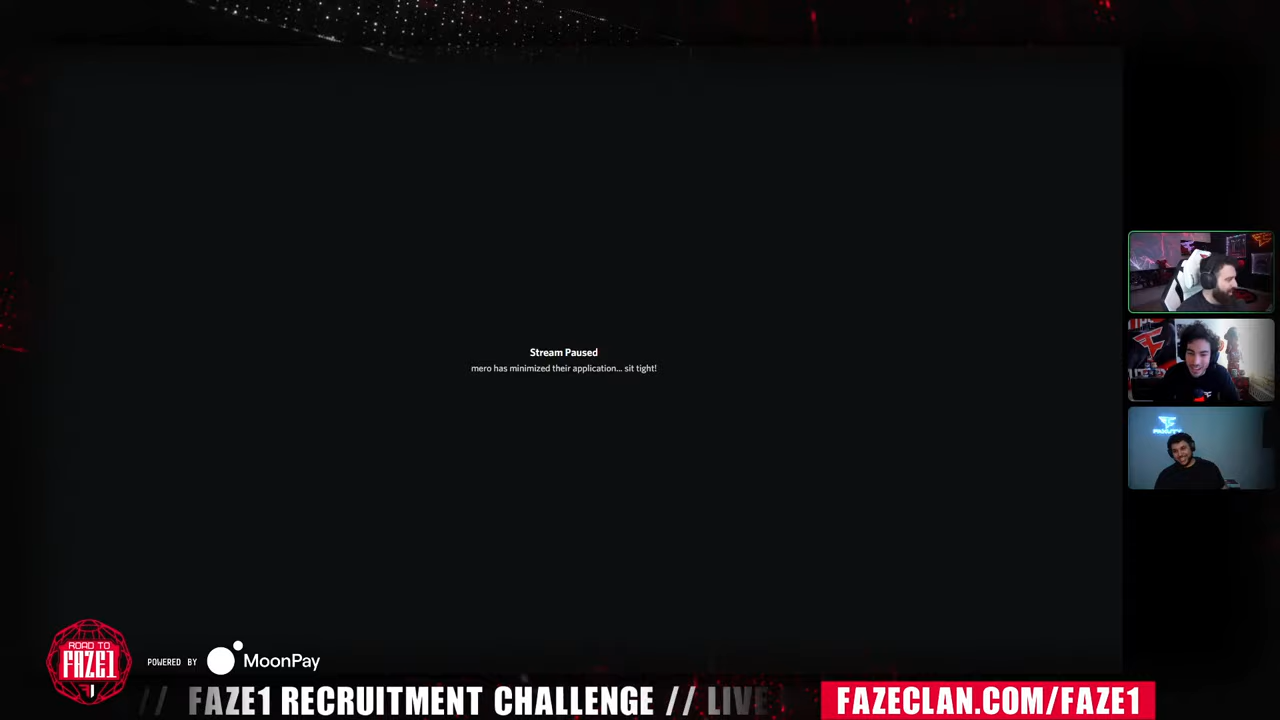 Stream Paused
mero has minimized their application... sit tight!
ROAD TO
FAZE1
POWERED BY
MoonPay
// FAZE1 RECRUITMENT CHALLENGE // LIVE
FAZECLAN.COM/FAZE1